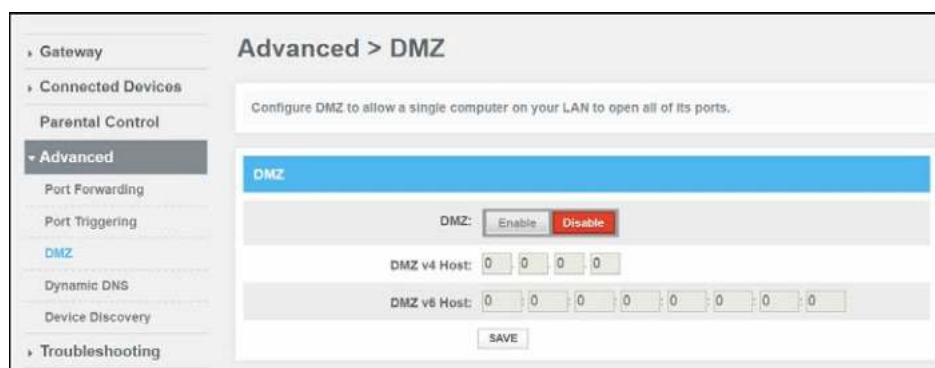 Gateway
Connected Devices
Parental Control
Advanced
Port Forwarding
Port Triggering
DMZ
Dynamic DNS
Device Discovery
Troubleshooting
Advanced > DMZ
Configure DMZ to allow a single computer on your LAN to open all of its ports.
DMZ
DMZ: Enable Disable
DMZ v4 Host: 0 . 0 . 0 . 0
DMZ v6 Host: 0 : 0 : 0 : 0 : 0 : 0 : 0 : 0
SAVE